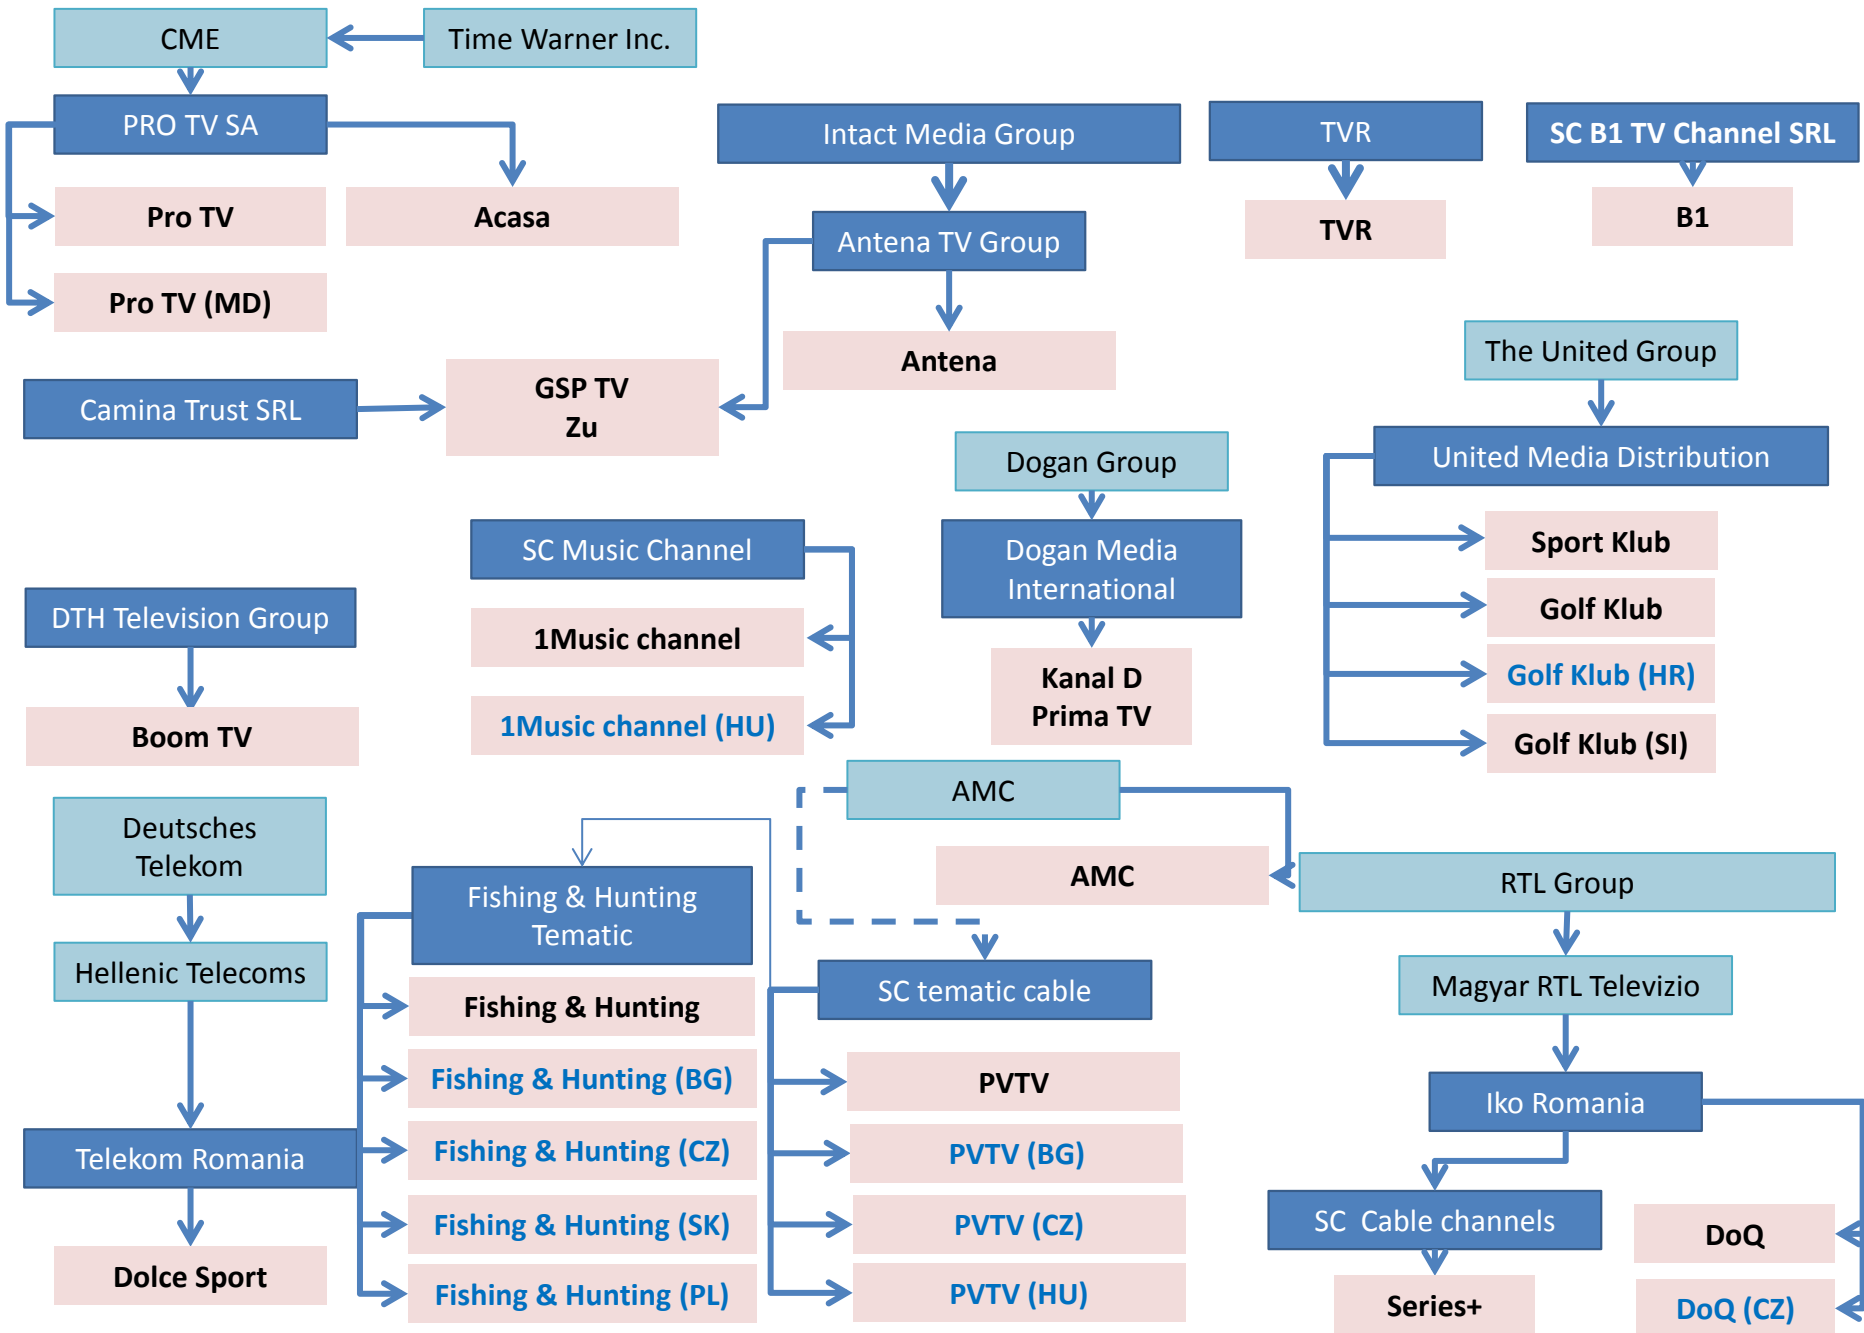 CME
Time Warner Inc.
PRO TV SA
Pro TV
Acasa
Pro TV (MD)
Intact Media Group
Antena TV Group
Antena
Camina Trust SRL
GSP TV
Zu
TVR
TVR
SC B1 TV Channel SRL
B1
The United Group
United Media Distribution
Sport Klub
Golf Klub
Golf Klub (HR)
Golf Klub (SI)
Dogan Group
Dogan Media
International
Kanal D
Prima TV
SC Music Channel
1Music channel
1Music channel (HU)
DTH Television Group
Boom TV
Deutsches
Telekom
Hellenic Telecoms
Telekom Romania
Dolce Sport
Fishing & Hunting
Tematic
Fishing & Hunting
Fishing & Hunting (BG)
Fishing & Hunting (CZ)
Fishing & Hunting (SK)
Fishing & Hunting (PL)
AMC
AMC
SC tematic cable
PVTV
PVTV (BG)
PVTV (CZ)
PVTV (HU)
RTL Group
Magyar RTL Televizio
Iko Romania
SC Cable channels
Series+
DoQ
DoQ (CZ)